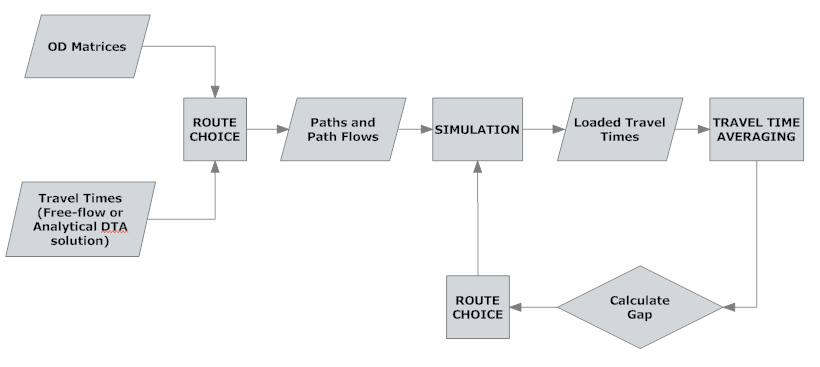 OD Matrices
ROUTE
CHOICE
Paths and
Path Flows
SIMULATION
Loaded Travel
Times
TRAVEL TIME
AVERAGING
Travel Times
(Free-flow or
Analytical DTA
solution)
ROUTE
CHOICE
Calculate
Gap